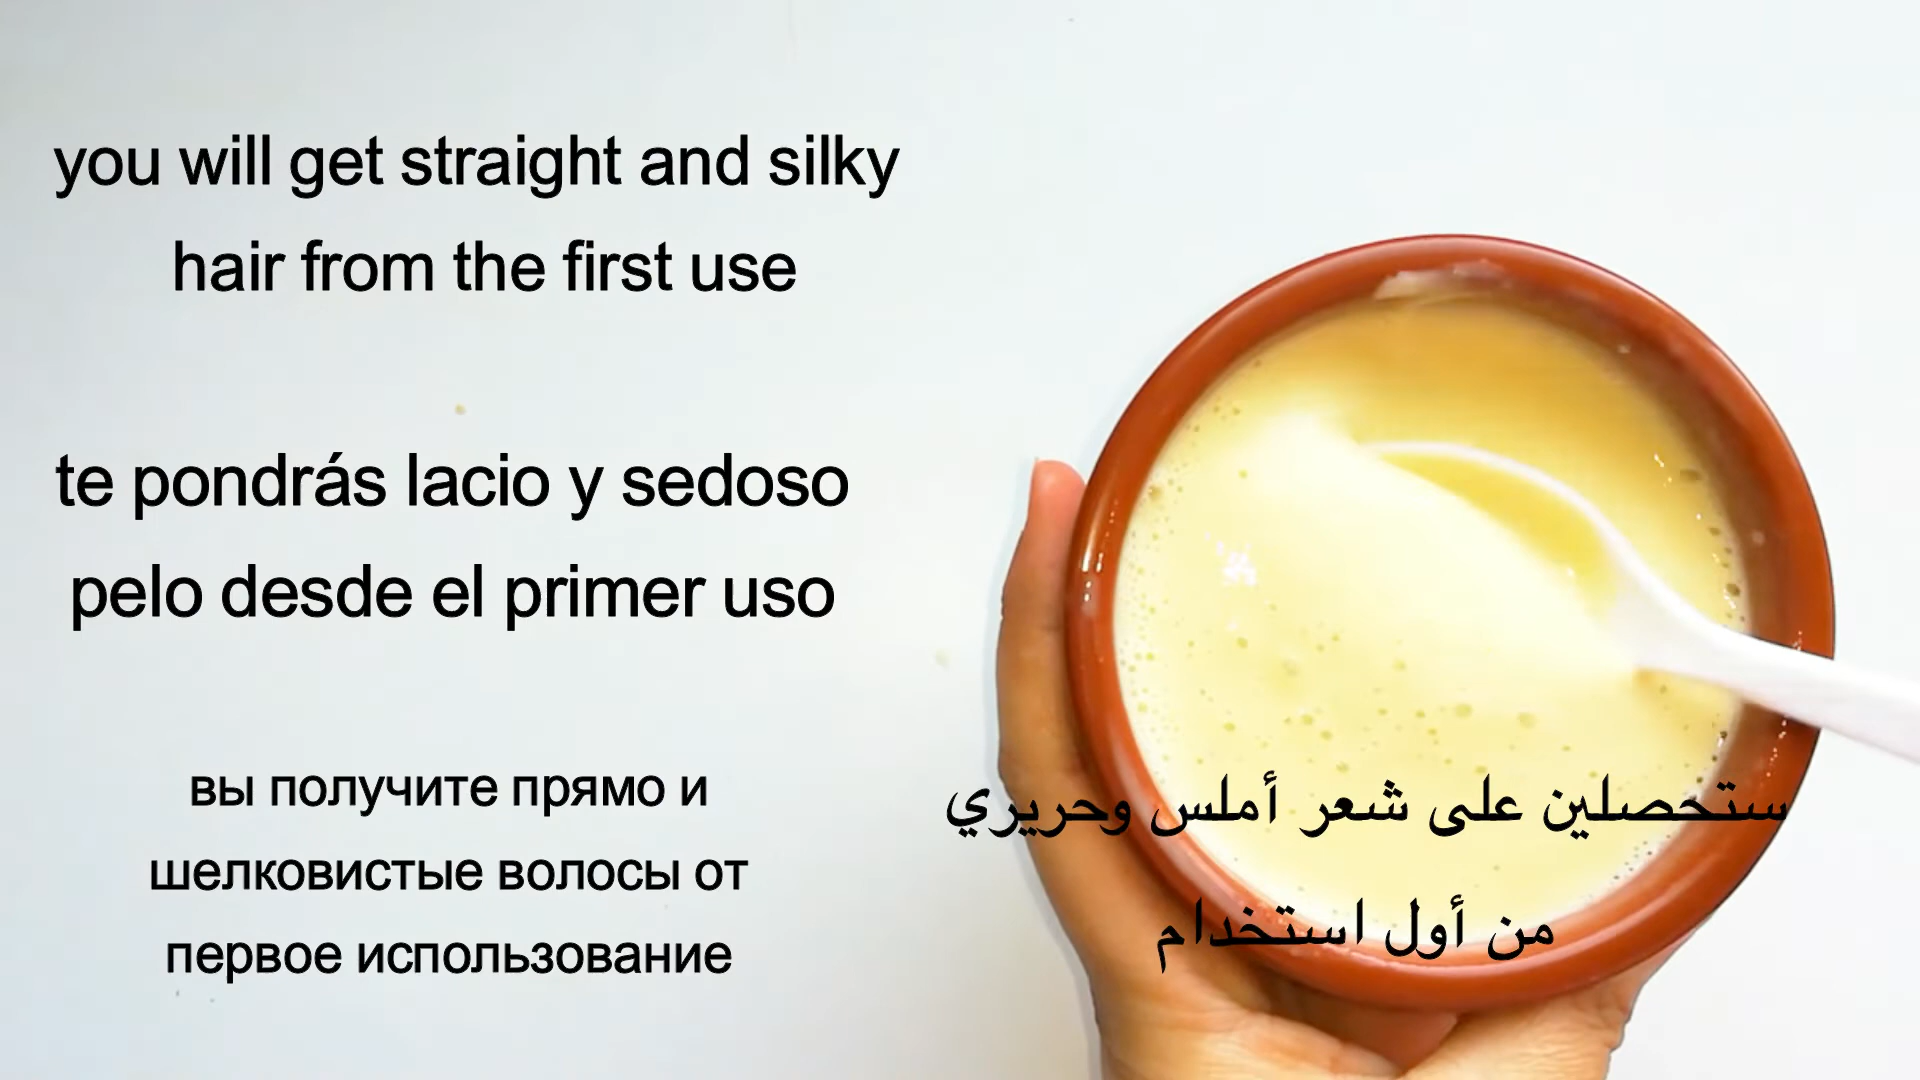 you will get straight and silky
hair from the first use
te pondrás lacio y sedoso
pelo desde el primer uso
вы получите прямо и
шелковистые волосы от
первое использование
ستحصلين على شعر أملس وحريري
من أول استخدام